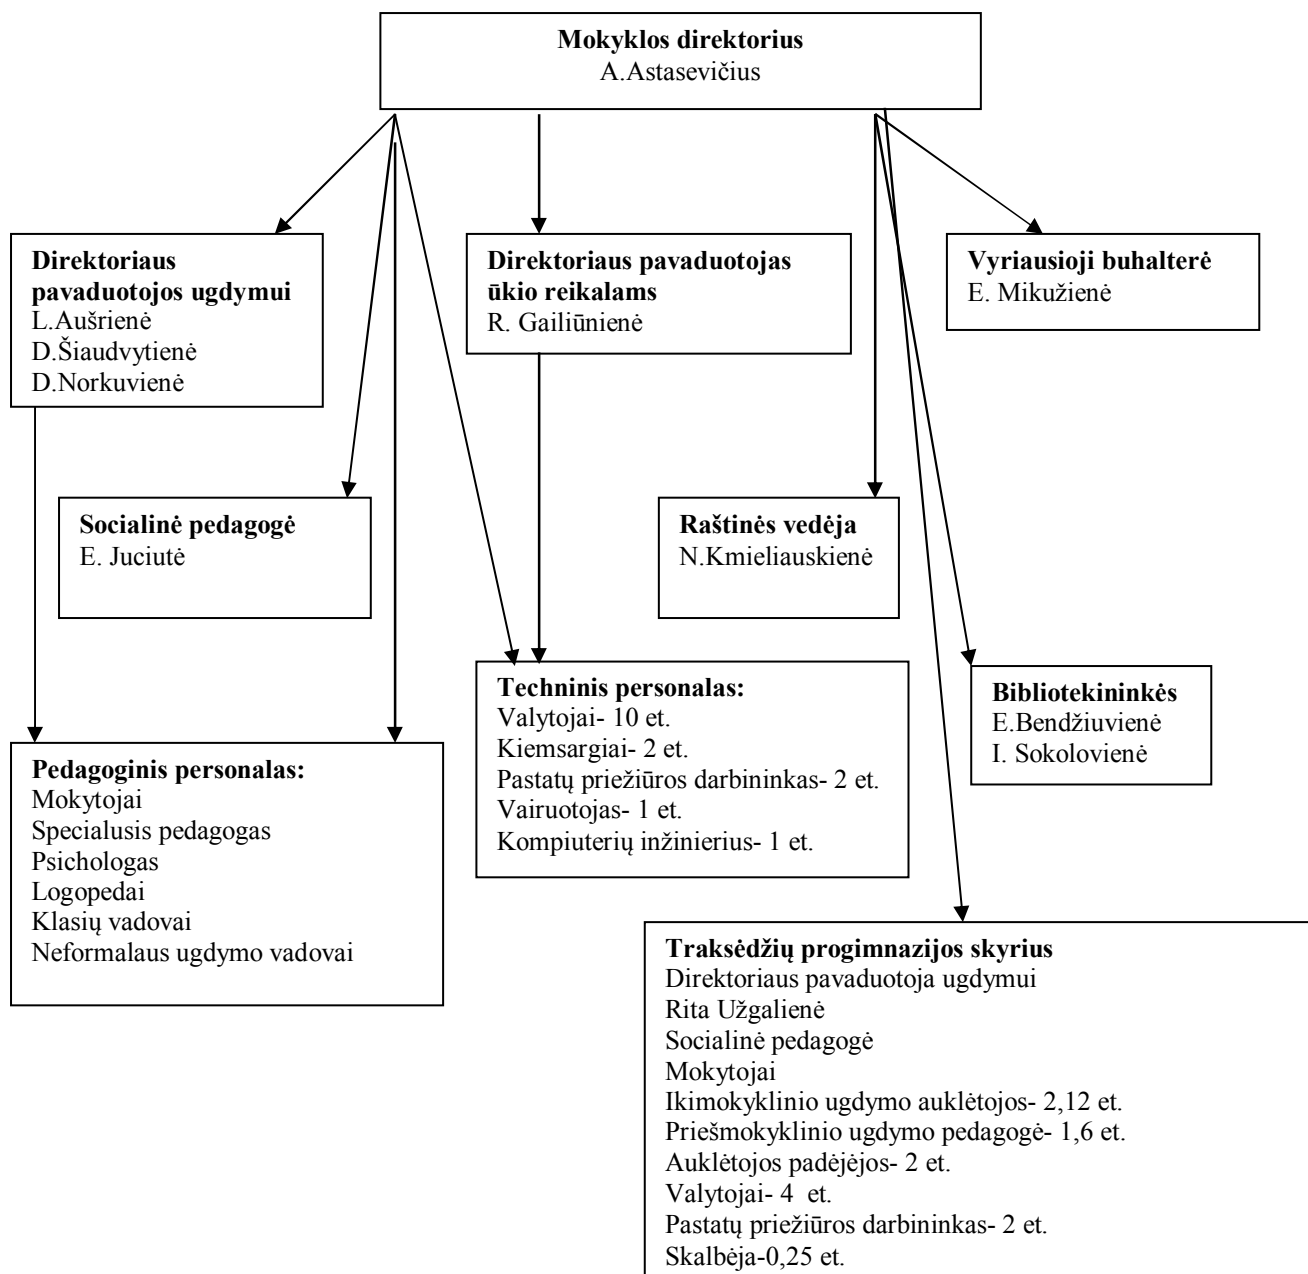 Mokyklos direktorius
A.Astasevičius
Direktoriaus
pavaduotojos ugdymui
L.Aušrienė
D.Šiaudvytienė
D.Norkuvienė
Direktoriaus pavaduotojas
ūkio reikalams
R. Gailiūnienė
Vyriausioji buhalterė
E. Mikužienė
Socialinė pedagogė
E. Juciutė
Raštinės vedėja
N.Kmieliauskienė
Techninis personalas:
Valytojai- 10 et.
Kiemsargiai- 2 et.
Pastatų priežiūros darbininkas- 2 et.
Vairuotojas- 1 et.
Kompiuterių inžinierius- 1 et.
Bibliotekininkės
E.Bendžiuvienė
I. Sokolovienė
Pedagoginis personalas:
Mokytojai
Specialusis pedagogas
Psichologas
Logopedai
Klasių vadovai
Neformalaus ugdymo vadovai
Traksėdžių progimnazijos skyrius
Direktoriaus pavaduotoja ugdymui
Rita Užgalienė
Socialinė pedagogė
Mokytojai
Ikimokyklinio ugdymo auklėtojos- 2,12 et.
Priešmokyklinio ugdymo pedagogė- 1,6 et.
Auklėtojos padėjėjos- 2 et.
Valytojai- 4  et.
Pastatų priežiūros darbininkas- 2 et.
Skalbėja-0,25 et.